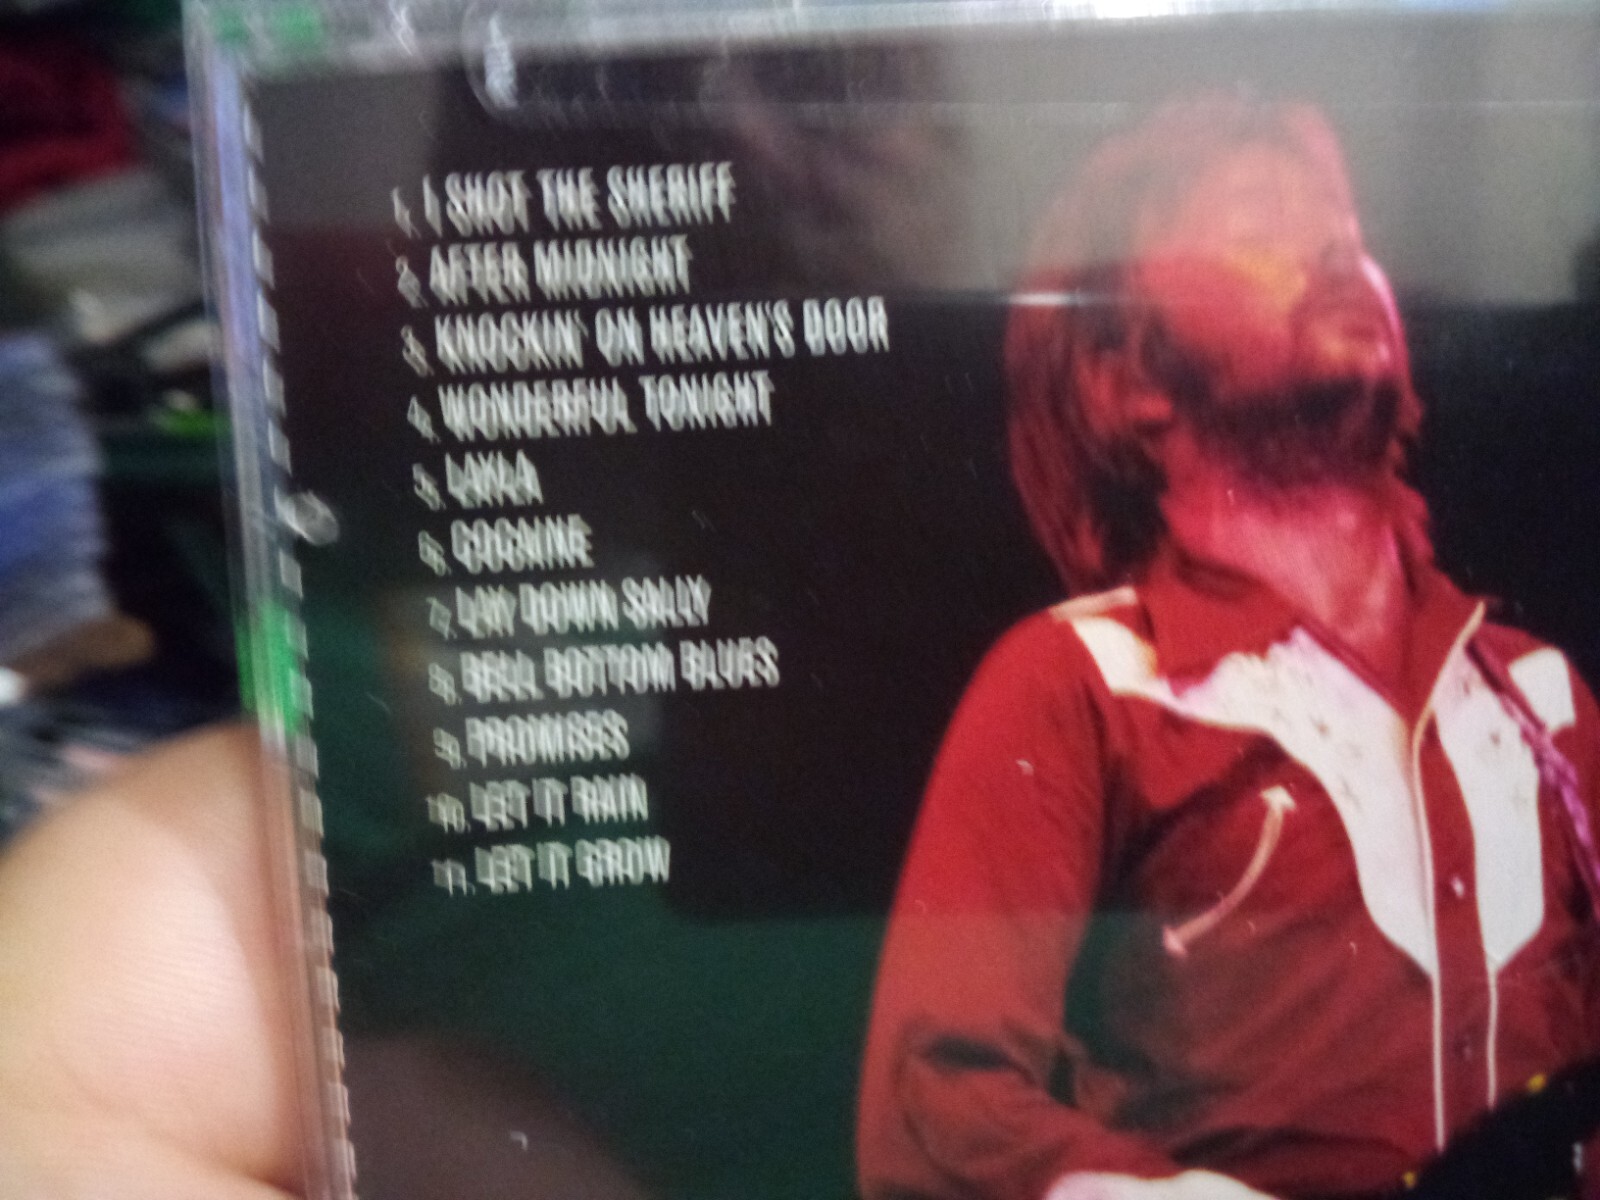 1. I SHOT THE SHERIFF
2. AFTER MIDNIGHT
3. KNOCKIN' ON HEAVEN'S DOOR
4. WONDERFUL TONIGHT
5. LAYLA
6. COCAINE
7. LAY DOWN SALLY
8. BELL BOTTOM BLUES
9. PROMISES
10. LET IT RAIN
11. LET IT GROW